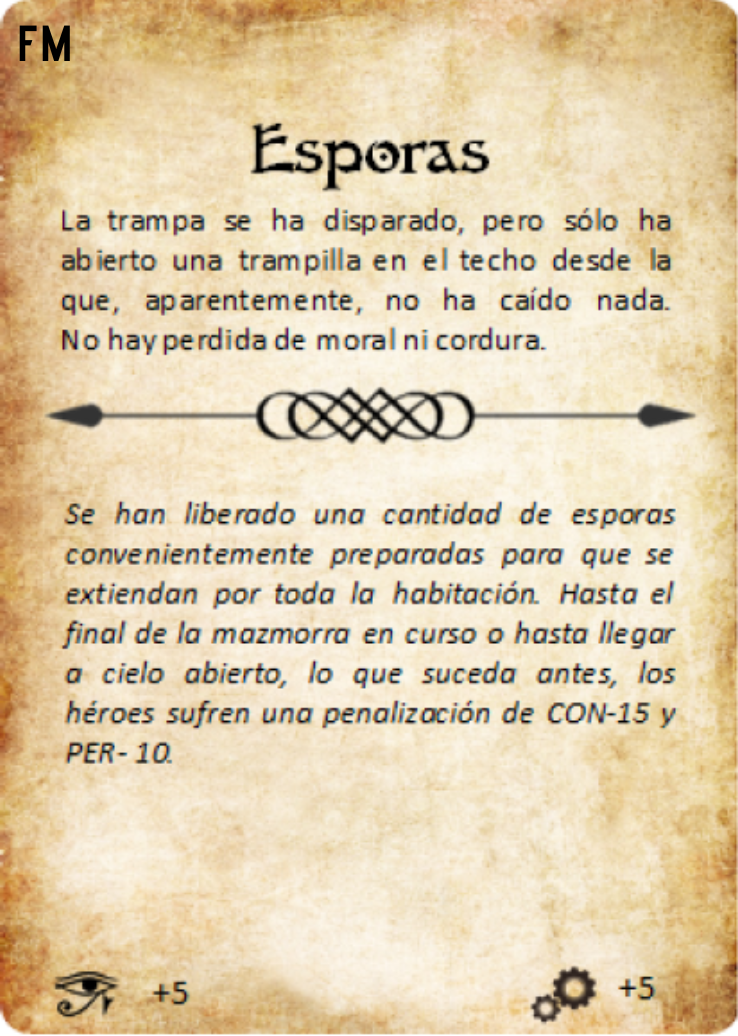 FM
Esporas
La trampa se ha disparado, pero sólo ha
abierto una trampilla en el techo desde la
que, aparentemente, no ha caído nada.
No hay perdida de moral ni cordura.
Se han liberado una cantidad de esporas
convenientemente preparadas para que se
extiendan por toda la habitación. Hasta el
final de la mazmorra en curso o hasta llegar
a cielo abierto, lo que suceda antes, los
héroes sufren una penalización de CON-15 y
PER- 10.
+5
+5